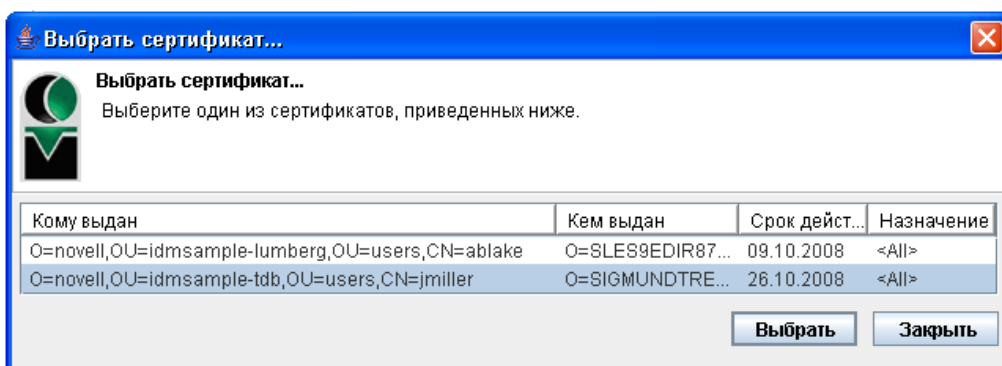 Выбрать сертификат...
Выбрать сертификат...
Выберите один из сертификатов, приведенных ниже.
Кому выдан Кем выдан Срок дейст... Назначение
O=novell,OU=idmsample-lumberg,OU=users,CN=ablake O=SLES9EDIR87... 09.10.2008 <All>
O=novell,OU=idmsample-tdb,OU=users,CN=jmiller O=SIGMUNDTRE... 26.10.2008 <All>
Выбрать Закрыть